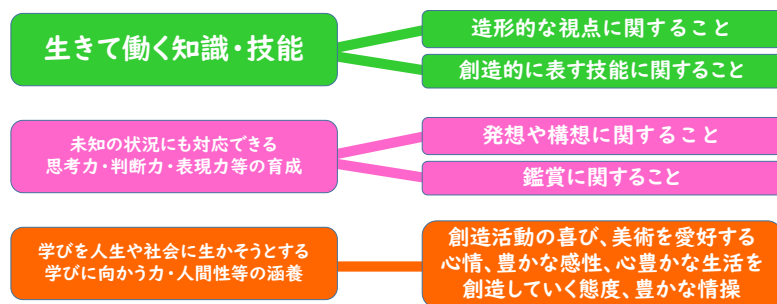 生きて働く知識・技能
造形的な視点に関すること
創造的に表す技能に関すること
未知の状況にも対応できる
思考力・判断力・表現力等の育成
発想や構想に関すること
鑑賞に関すること
学びを人生や社会に生かそうとする
学びに向かう力・人間性等の涵養
創造活動の喜び、美術を愛好する
心情、豊かな感性、心豊かな生活を
創造していく態度、豊かな情操